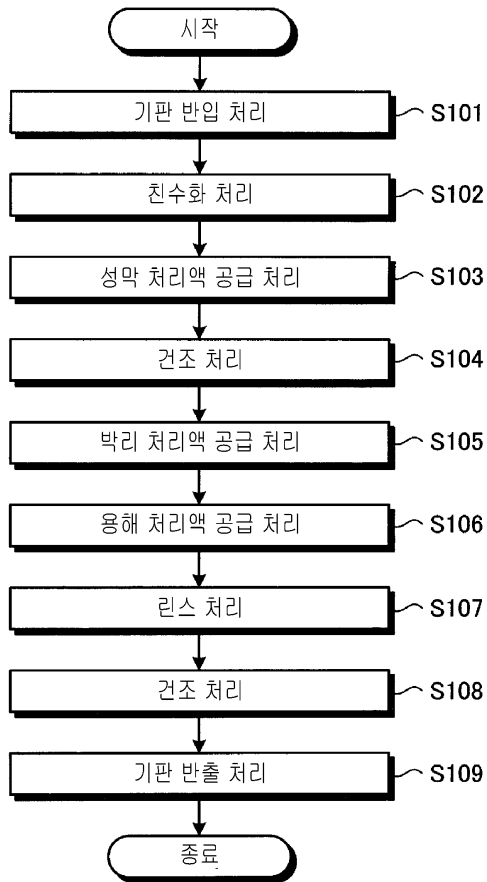 시작
기판 반입 처리 S101
친수화 처리 S102
성막 처리액 공급 처리 S103
건조 처리 S104
박리 처리액 공급 처리 S105
용해 처리액 공급 처리 S106
린스 처리 S107
건조 처리 S108
기판 반출 처리 S109
종료